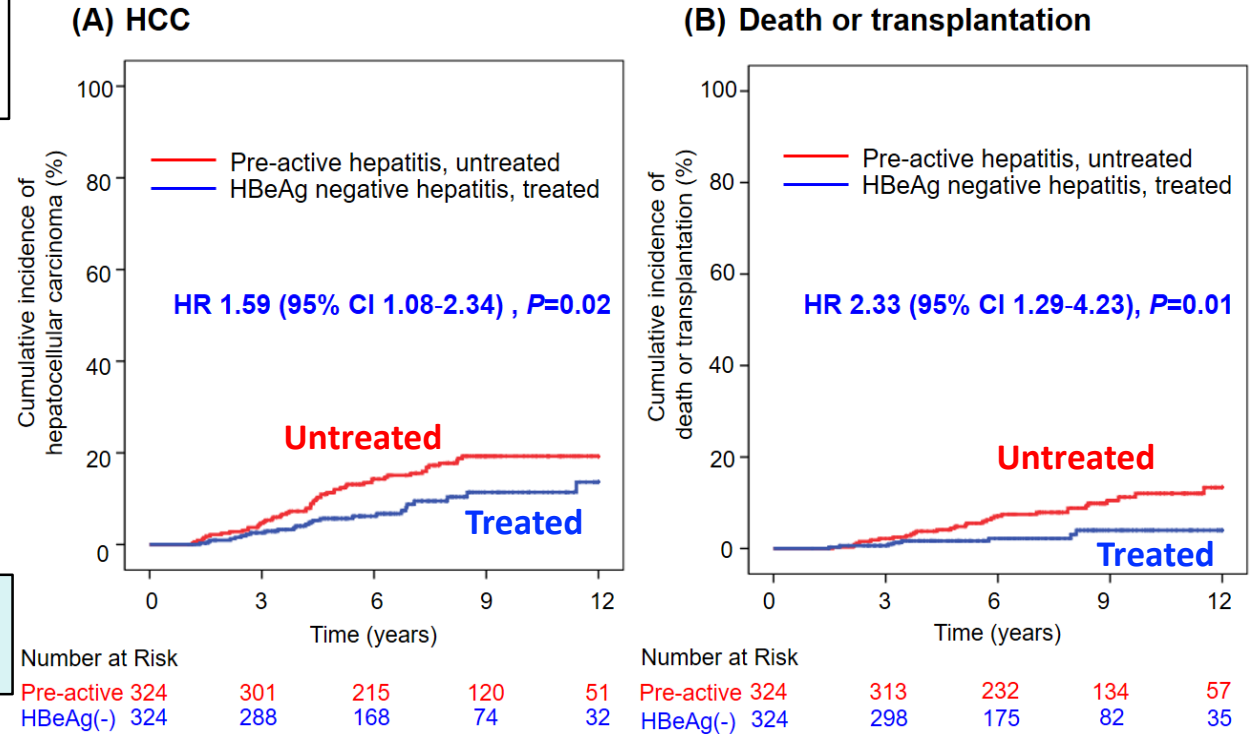 (A) HCC
Cumulative incidence of
hepatocellular carcinoma (%)
100
80
60
40
20
0
Pre-active hepatitis, untreated
HBeAg negative hepatitis, treated
HR 1.59 (95% CI 1.08-2.34) , P=0.02
Untreated
Treated
0 3 6 9 12
Time (years)
Number at Risk
Pre-active 324 301 215 120 51
HBeAg(-) 324 288 168 74 32
(B) Death or transplantation
Cumulative incidence of
death or transplantation (%)
100
80
60
40
20
0
Pre-active hepatitis, untreated
HBeAg negative hepatitis, treated
HR 2.33 (95% CI 1.29-4.23), P=0.01
Untreated
Treated
0 3 6 9 12
Time (years)
Number at Risk
Pre-active 324 313 232 134 57
HBeAg(-) 324 298 175 82 35